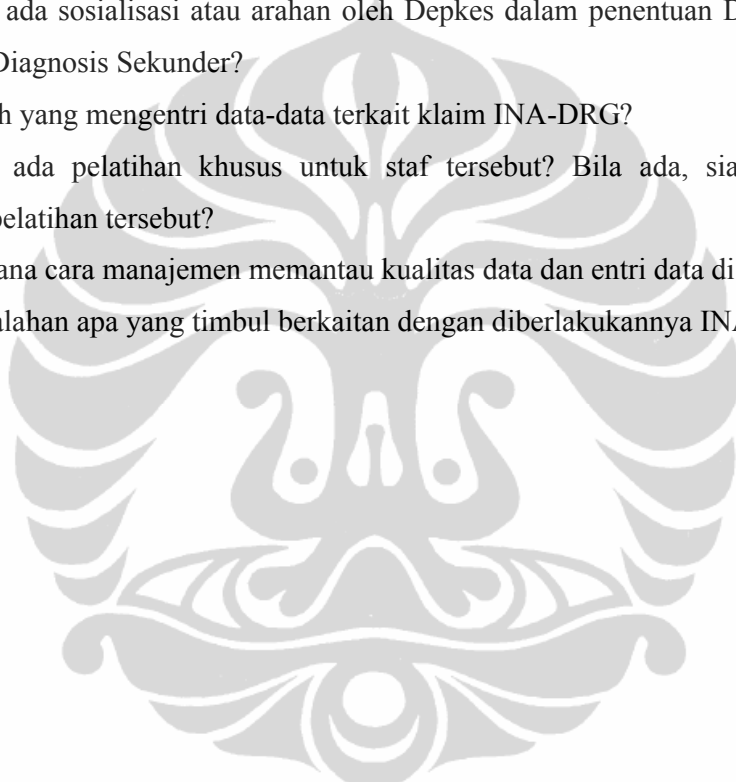 ada sosialisasi atau arahan oleh Depkes dalam penentuan D
Diagnosis Sekunder?
h yang mengentri data-data terkait klaim INA-DRG?
ada pelatihan khusus untuk staf tersebut? Bila ada, sia
pelatihan tersebut?
ana cara manajemen memantau kualitas data dan entri data di
alahan apa yang timbul berkaitan dengan diberlakukannya INA